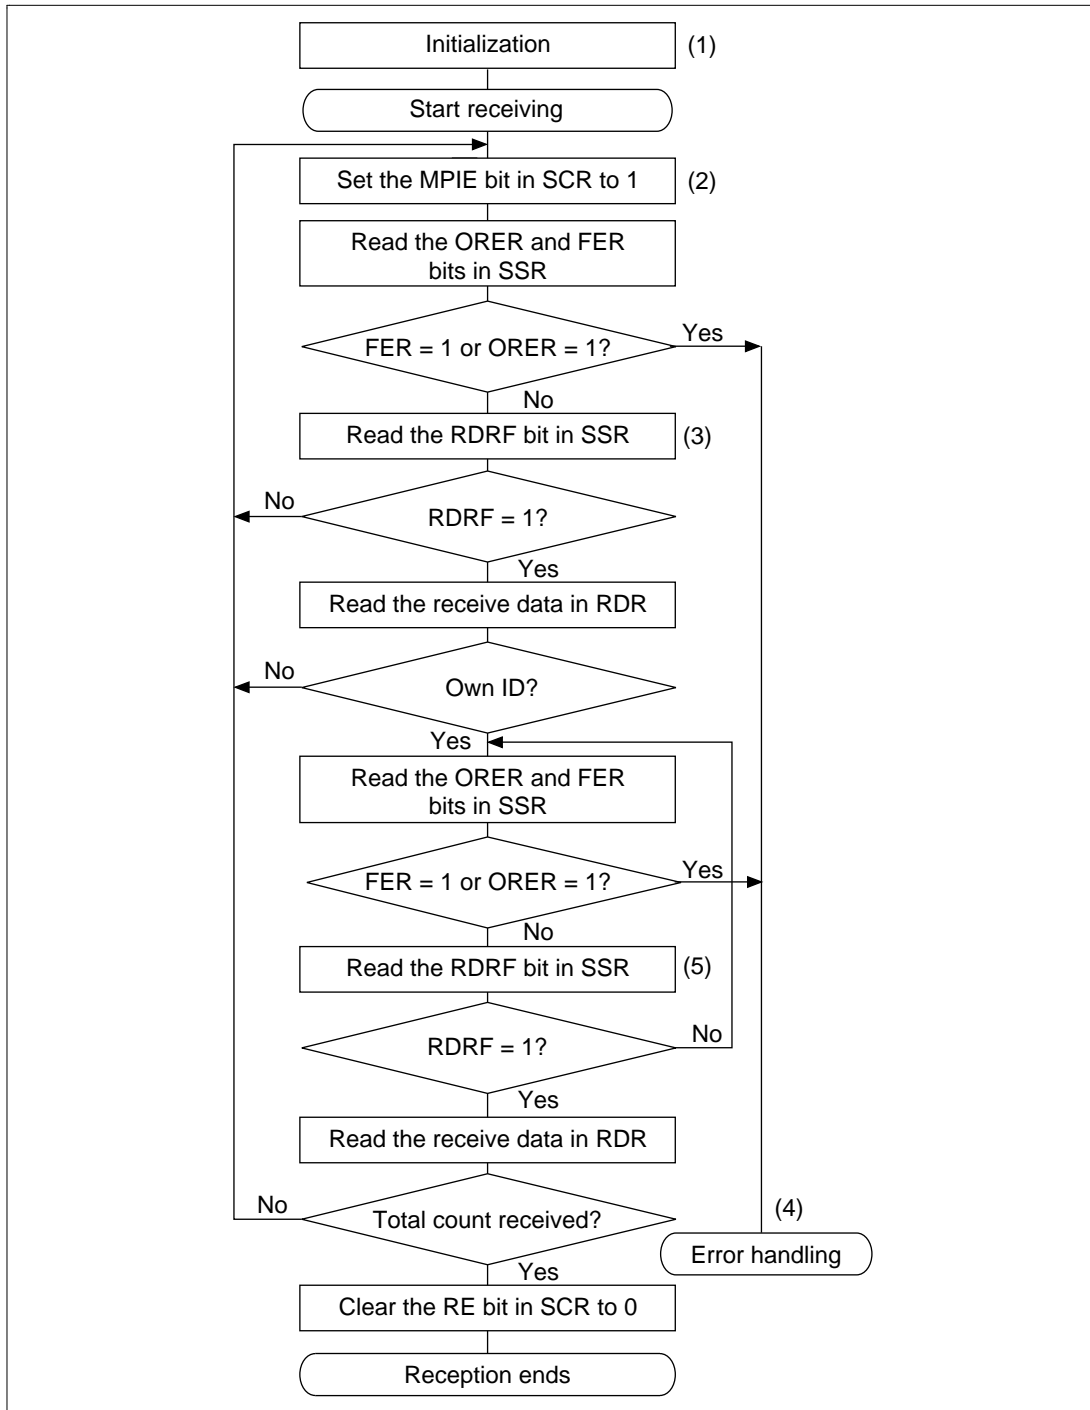 Initialization
(1)
Start receiving
Set the MPIE bit in SCR to 1
(2)
Read the ORER and FER
bits in SSR
FER = 1 or ORER = 1?
Yes
No
Read the RDRF bit in SSR
(3)
No
RDRF = 1?
Yes
Read the receive data in RDR
No
Own ID?
Yes
Read the ORER and FER
bits in SSR
FER = 1 or ORER = 1?
Yes
No
Read the RDRF bit in SSR
(5)
RDRF = 1?
No
Yes
Read the receive data in RDR
No
Total count received?
(4)
Error handling
Yes
Clear the RE bit in SCR to 0
Reception ends